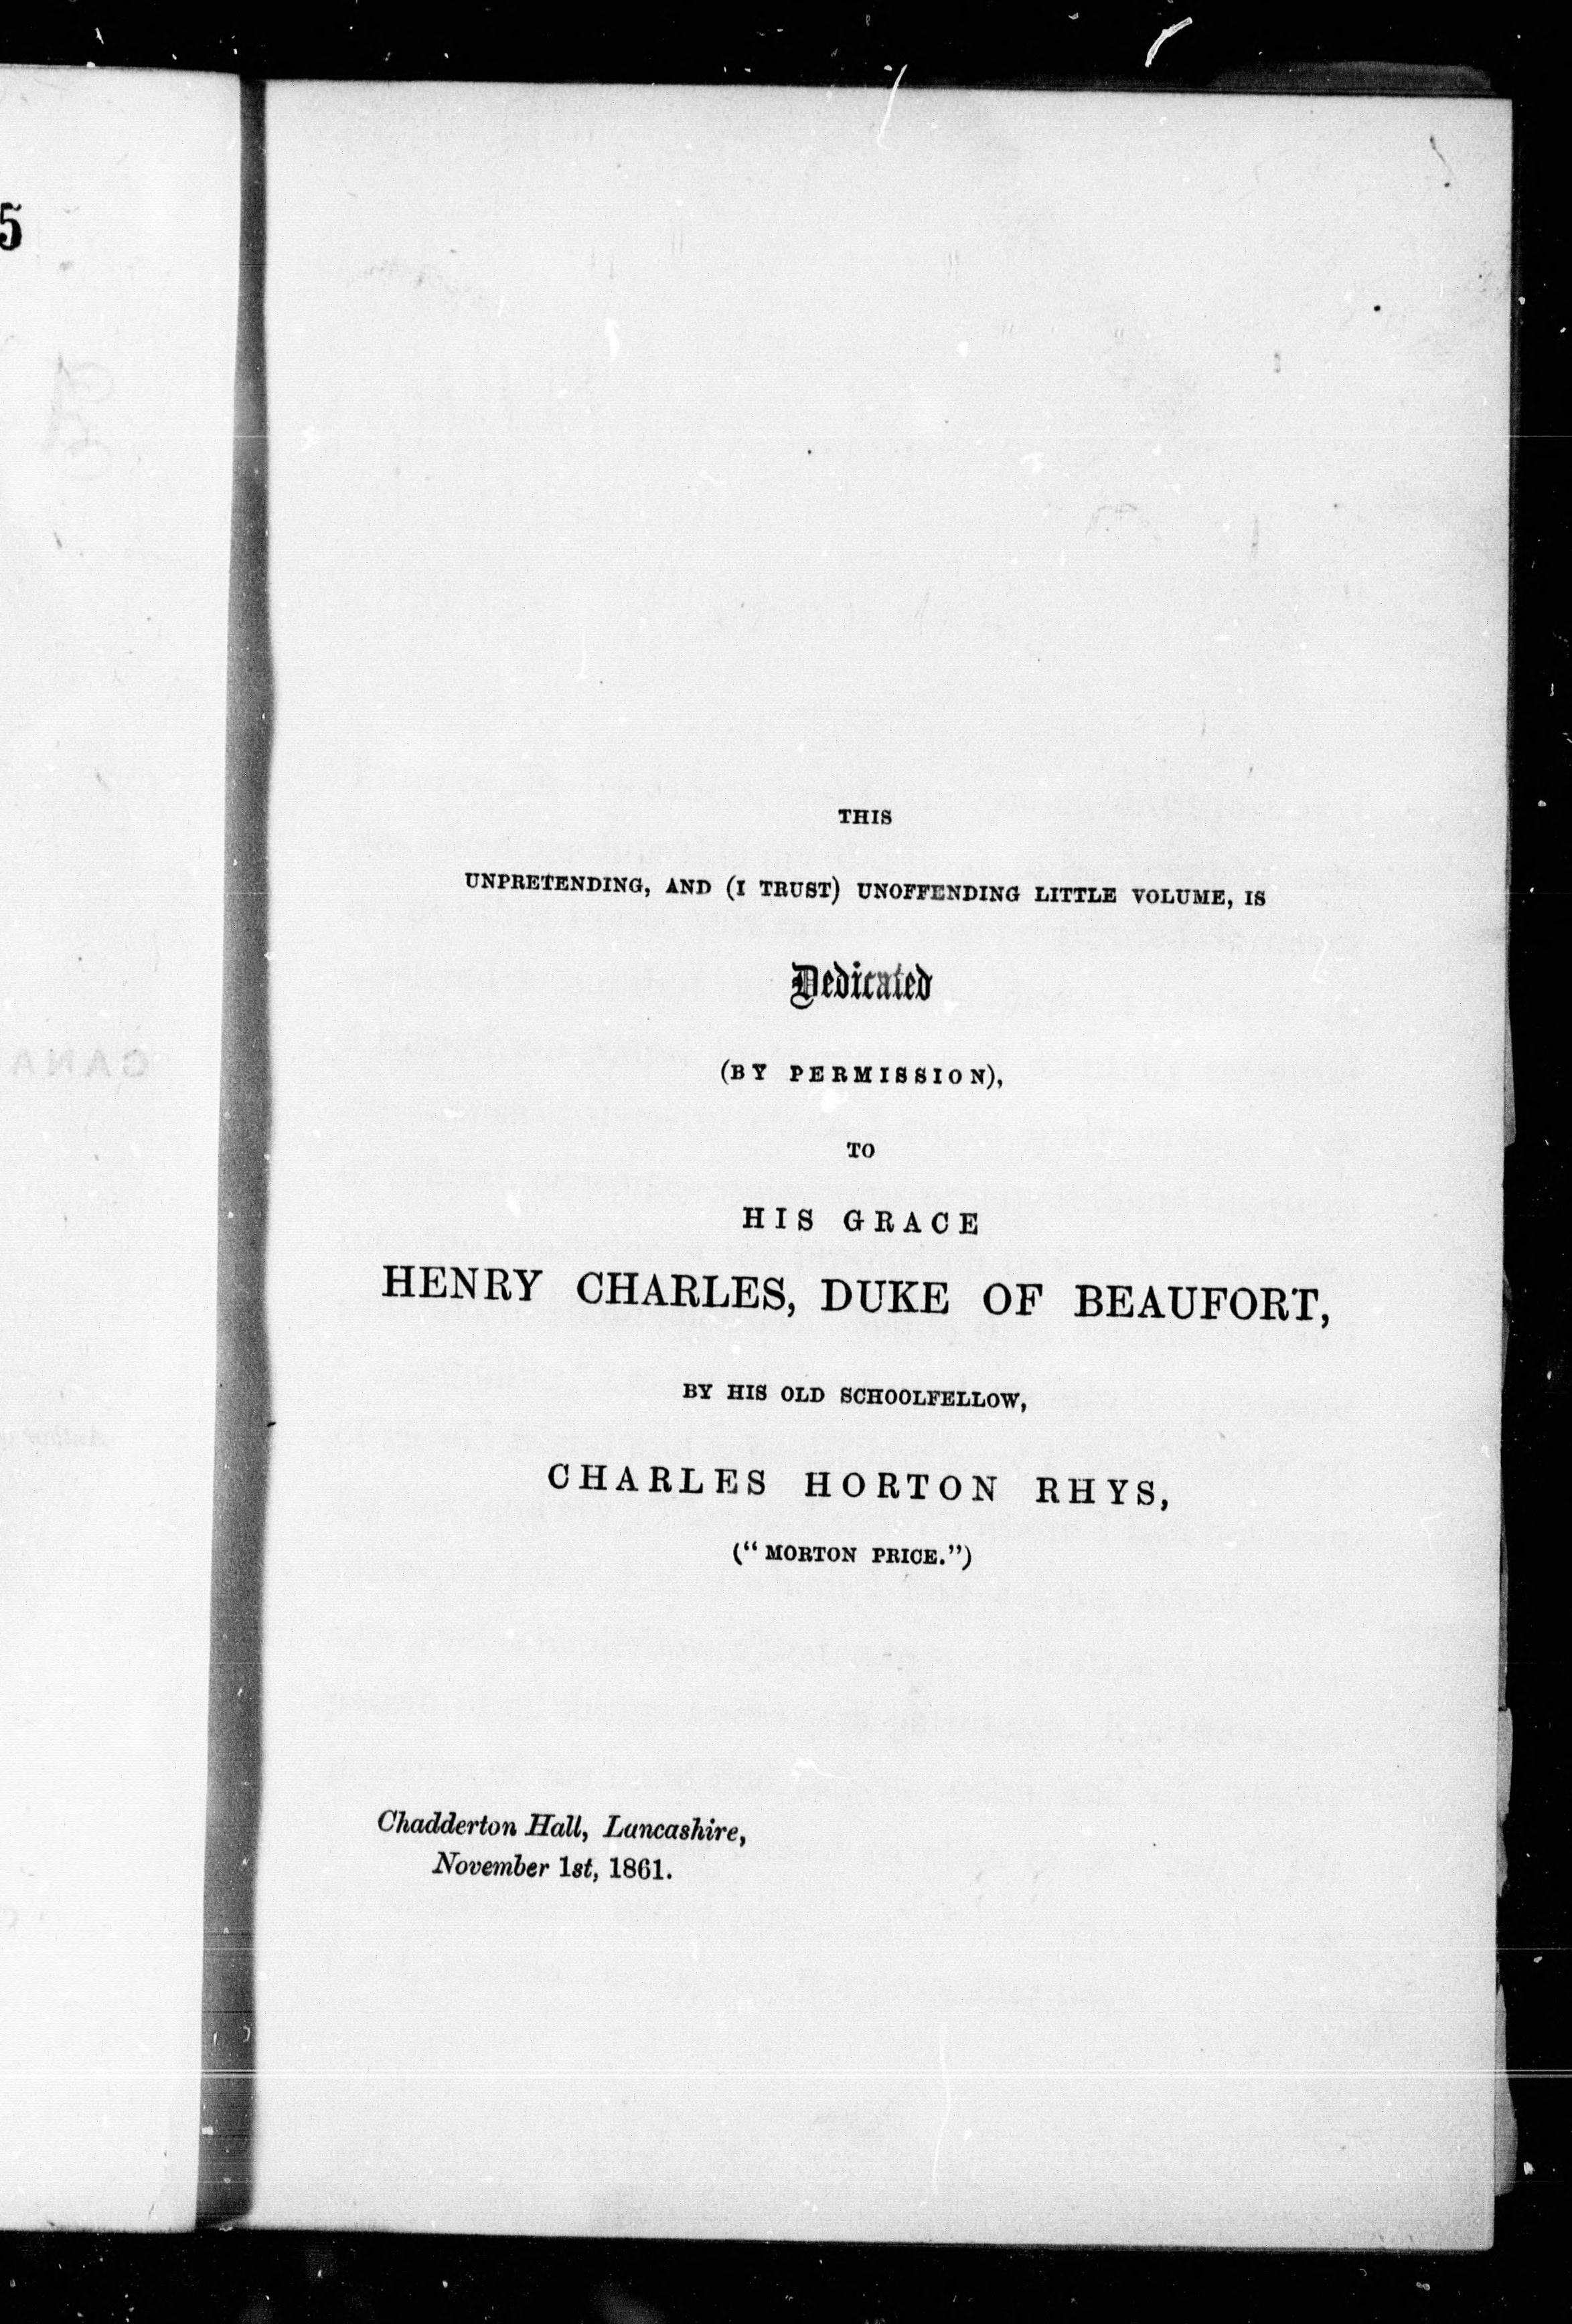 5
THIS
UNPRETENDING, AND (I TRUST) UNOFFENDING LITTLE VOLUME, IS
Dedicated
(BY PERMISSION),
TO
HIS GRACE
HENRY CHARLES, DUKE OF BEAUFORT,
BY HIS OLD SCHOOLFELLOW,
CHARLES HORTON RHYS,
("MORTON PRICE.")
Chadderton Hall, Lancashire,
November 1st, 1861.